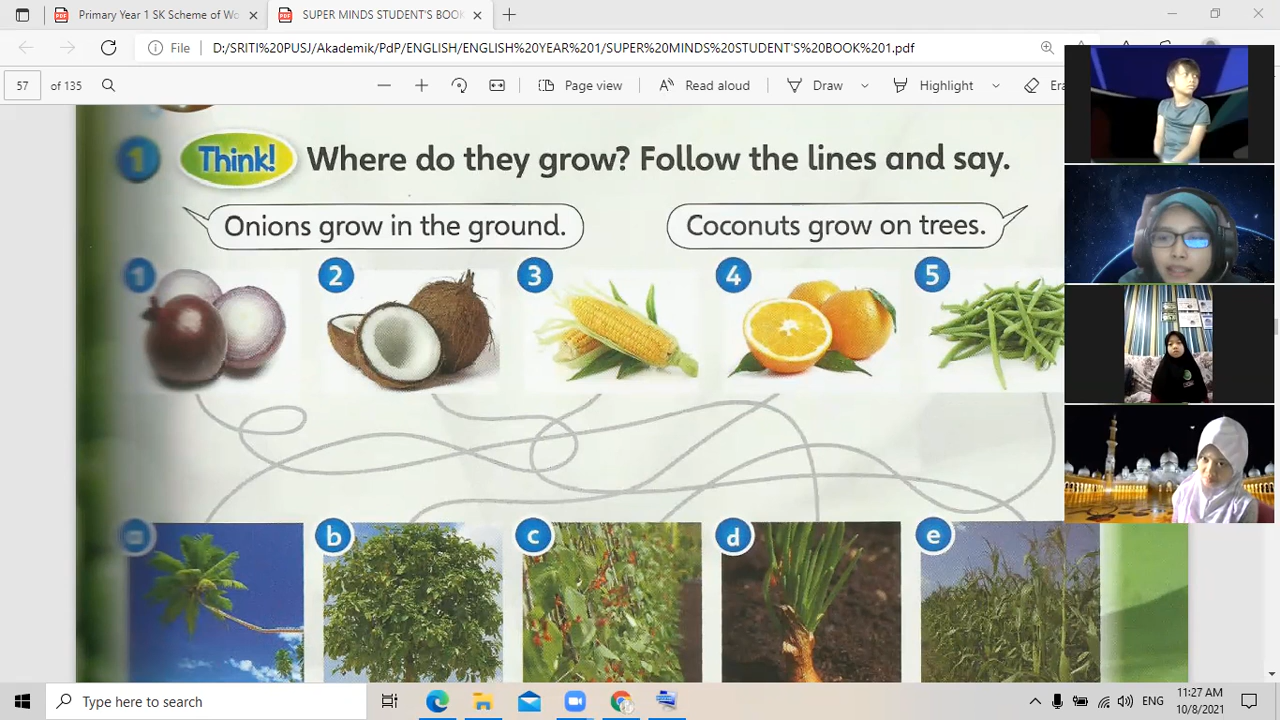 Primary Year 1 SK Scheme of Wo
SUPER MINDS STUDENT'S BOOK
File
D:/SRITI%20PUSJ/Akademik/PdP/ENGLISH/ENGLISH%20YEAR%201/SUPER%20MINDS%20STUDENT'S%20BOOK%201.pdf
57 of 135
Page view
Read aloud
Draw
Highlight
Era
1 Think! Where do they grow? Follow the lines and say.
Onions grow in the ground.
Coconuts grow on trees.
1 2 3 4 5
a b c d e
Type here to search
ENG
11:27 AM
10/8/2021